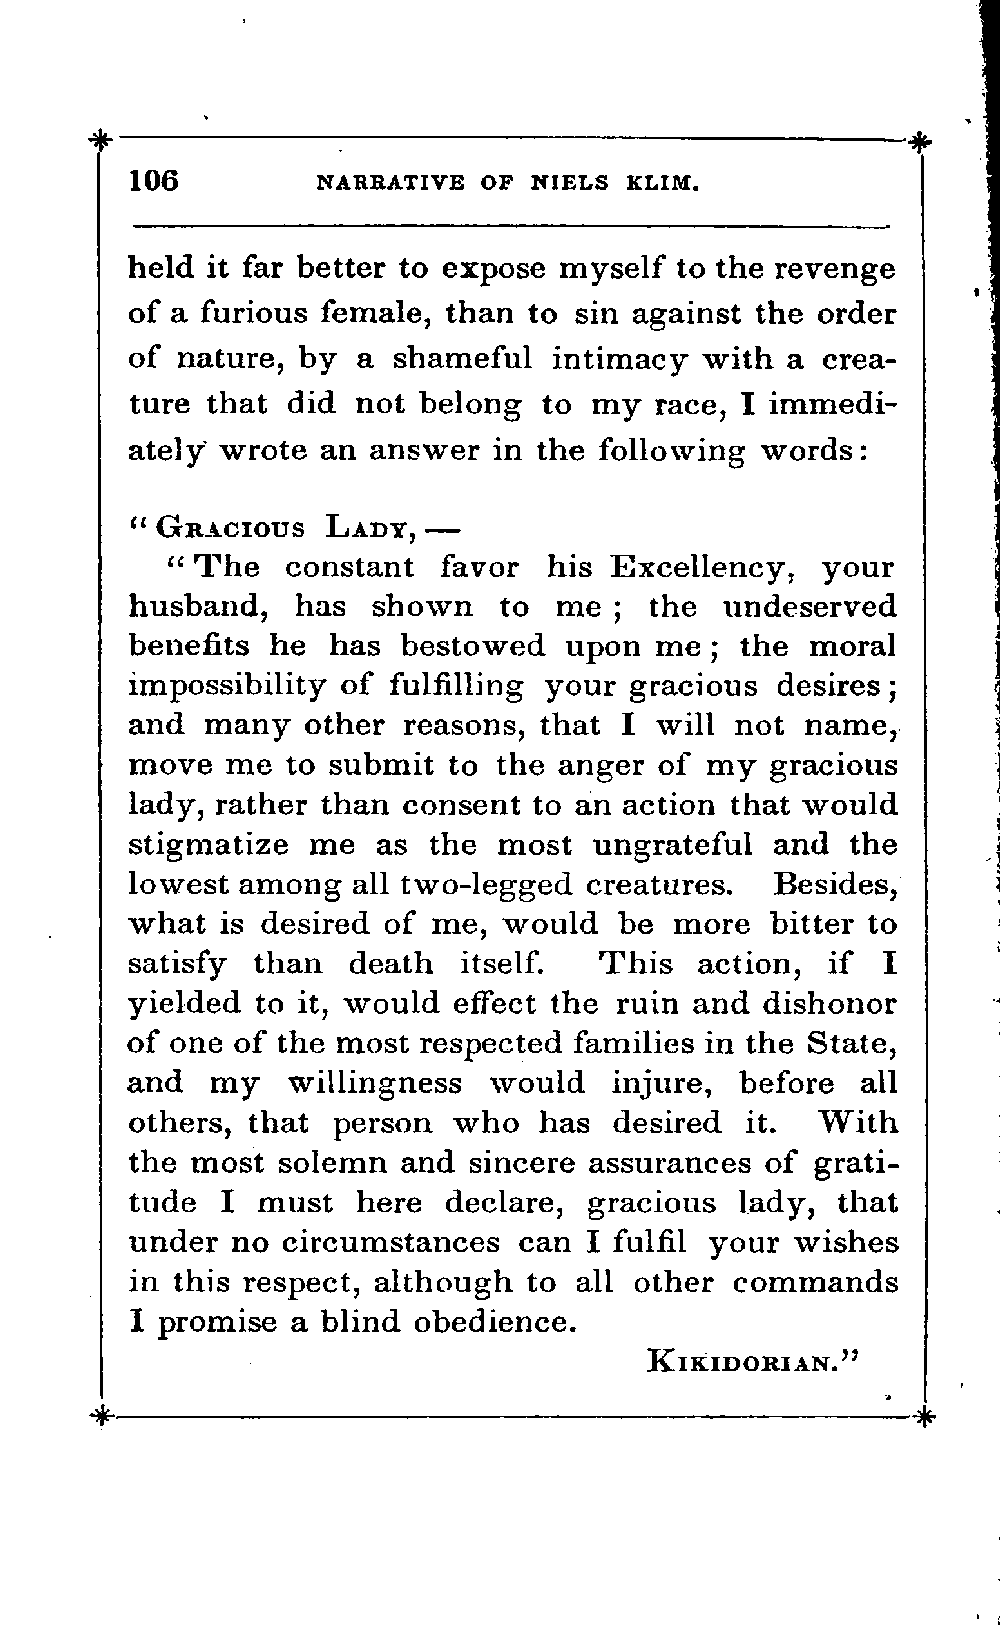 106 NARRATIVE OF NIELS KLIM.
held it far better to expose myself to the revenge
of a furious female, than to sin against the order
of nature, by a shameful intimacy with a crea-
ture that did not belong to my race, I immedi-
ately wrote an answer in the following words:
“GRACIOUS LADY,—
“The constant favor his Excellency, your
husband, has shown to me; the undeserved
benefits he has bestowed upon me; the moral
impossibility of fulfilling your gracious desires;
and many other reasons, that I will not name,
move me to submit to the anger of my gracious
lady, rather than consent to an action that would
stigmatize me as the most ungrateful and the
lowest among all two-legged creatures. Besides,
what is desired of me, would be more bitter to
satisfy than death itself. This action, if I
yielded to it, would effect the ruin and dishonor
of one of the most respected families in the State,
and my willingness would injure, before all
others, that person who has desired it. With
the most solemn and sincere assurances of grati-
tude I must here declare, gracious lady, that
under no circumstances can I fulfil your wishes
in this respect, although to all other commands
I promise a blind obedience.
KIKIDORIAN.”